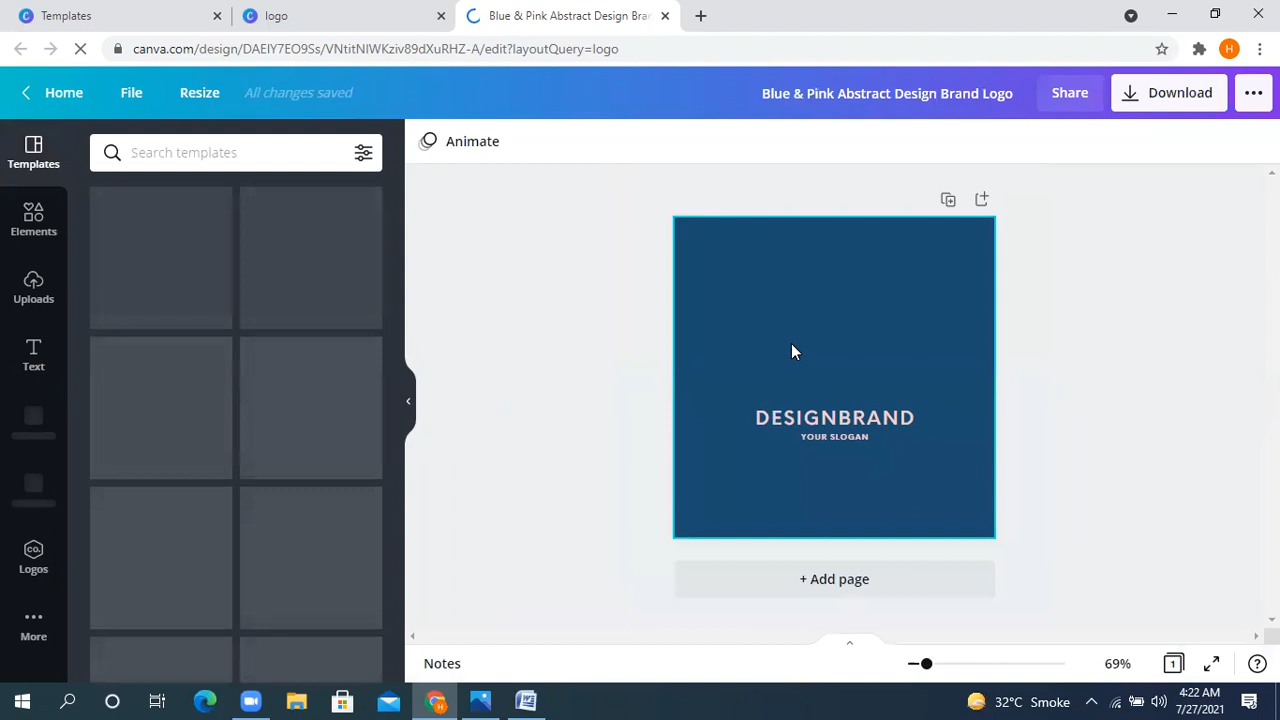 Templates
logo
Blue & Pink Abstract Design Bra
canva.com/design/DAElY7EO9Ss/VNtitNIWKziv89dXuRHZ-A/edit?layoutQuery=logo
H
Home
File
Resize
All changes saved
Blue & Pink Abstract Design Brand Logo
Share
Download
Templates
Search templates
Animate
Elements
Uploads
Text
DESIGNBRAND
YOUR SLOGAN
co.
Logos
+ Add page
More
Notes
69%
1
32°C Smoke
4:22 AM
7/27/2021